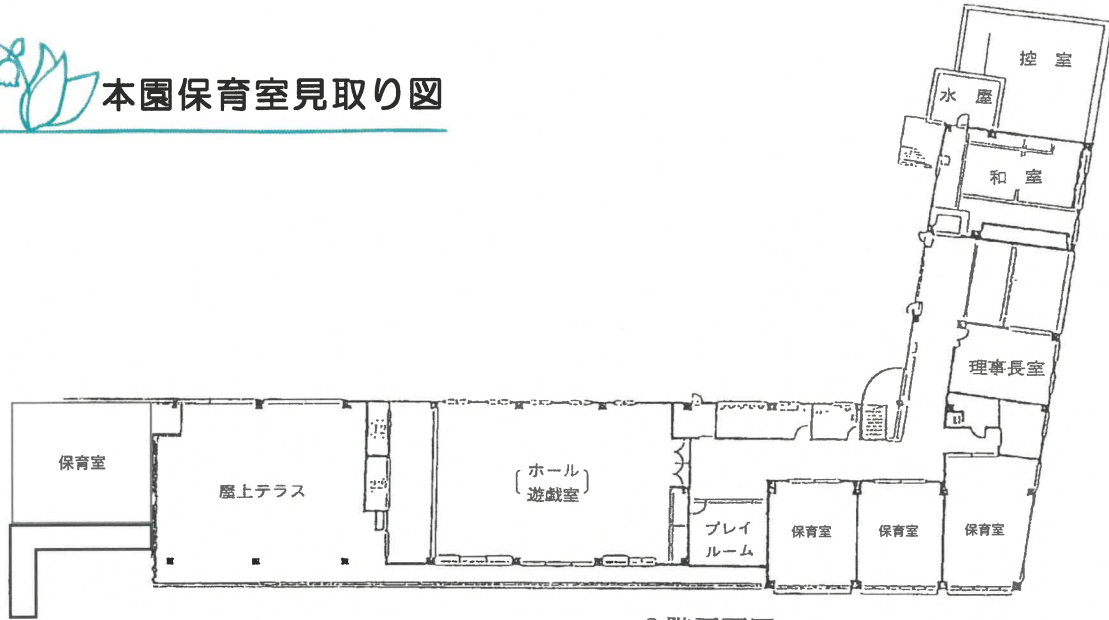 本園保育室見取り図
控室
水屋
和室
理事長室
保育室
屋上テラス
ホール
遊戯室
プレイ
ルーム
保育室
保育室
保育室